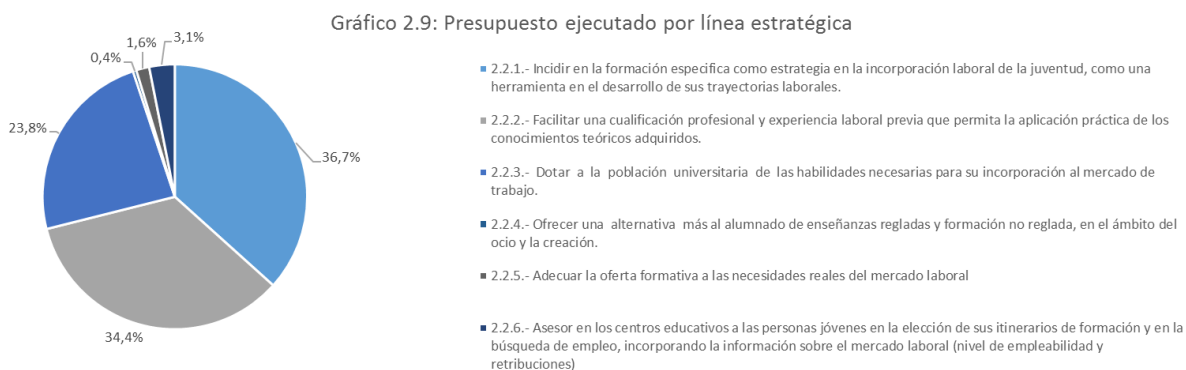 Gráfico 2.9: Presupuesto ejecutado por línea estratégica
3,1%
1,6%
0,4%
23,8%
36,7%
34,4%
2.2.1.- Incidir en la formación especifica como estrategia en la incorporación laboral de la juventud, como una
herramienta en el desarrollo de sus trayectorias laborales.
2.2.2.- Facilitar una cualificación profesional y experiencia laboral previa que permita la aplicación práctica de los
conocimientos teóricos adquiridos.
2.2.3.- Dotar a la población universitaria de las habilidades necesarias para su incorporación al mercado de
trabajo.
2.2.4.- Ofrecer una alternativa más al alumnado de enseñanzas regladas y formación no reglada, en el ámbito del
ocio y la creación.
2.2.5.- Adecuar la oferta formativa a las necesidades reales del mercado laboral
2.2.6.- Asesor en los centros educativos a las personas jóvenes en la elección de sus itinerarios de formación y en la
búsqueda de empleo, incorporando la información sobre el mercado laboral (nivel de empleabilidad y
retribuciones)